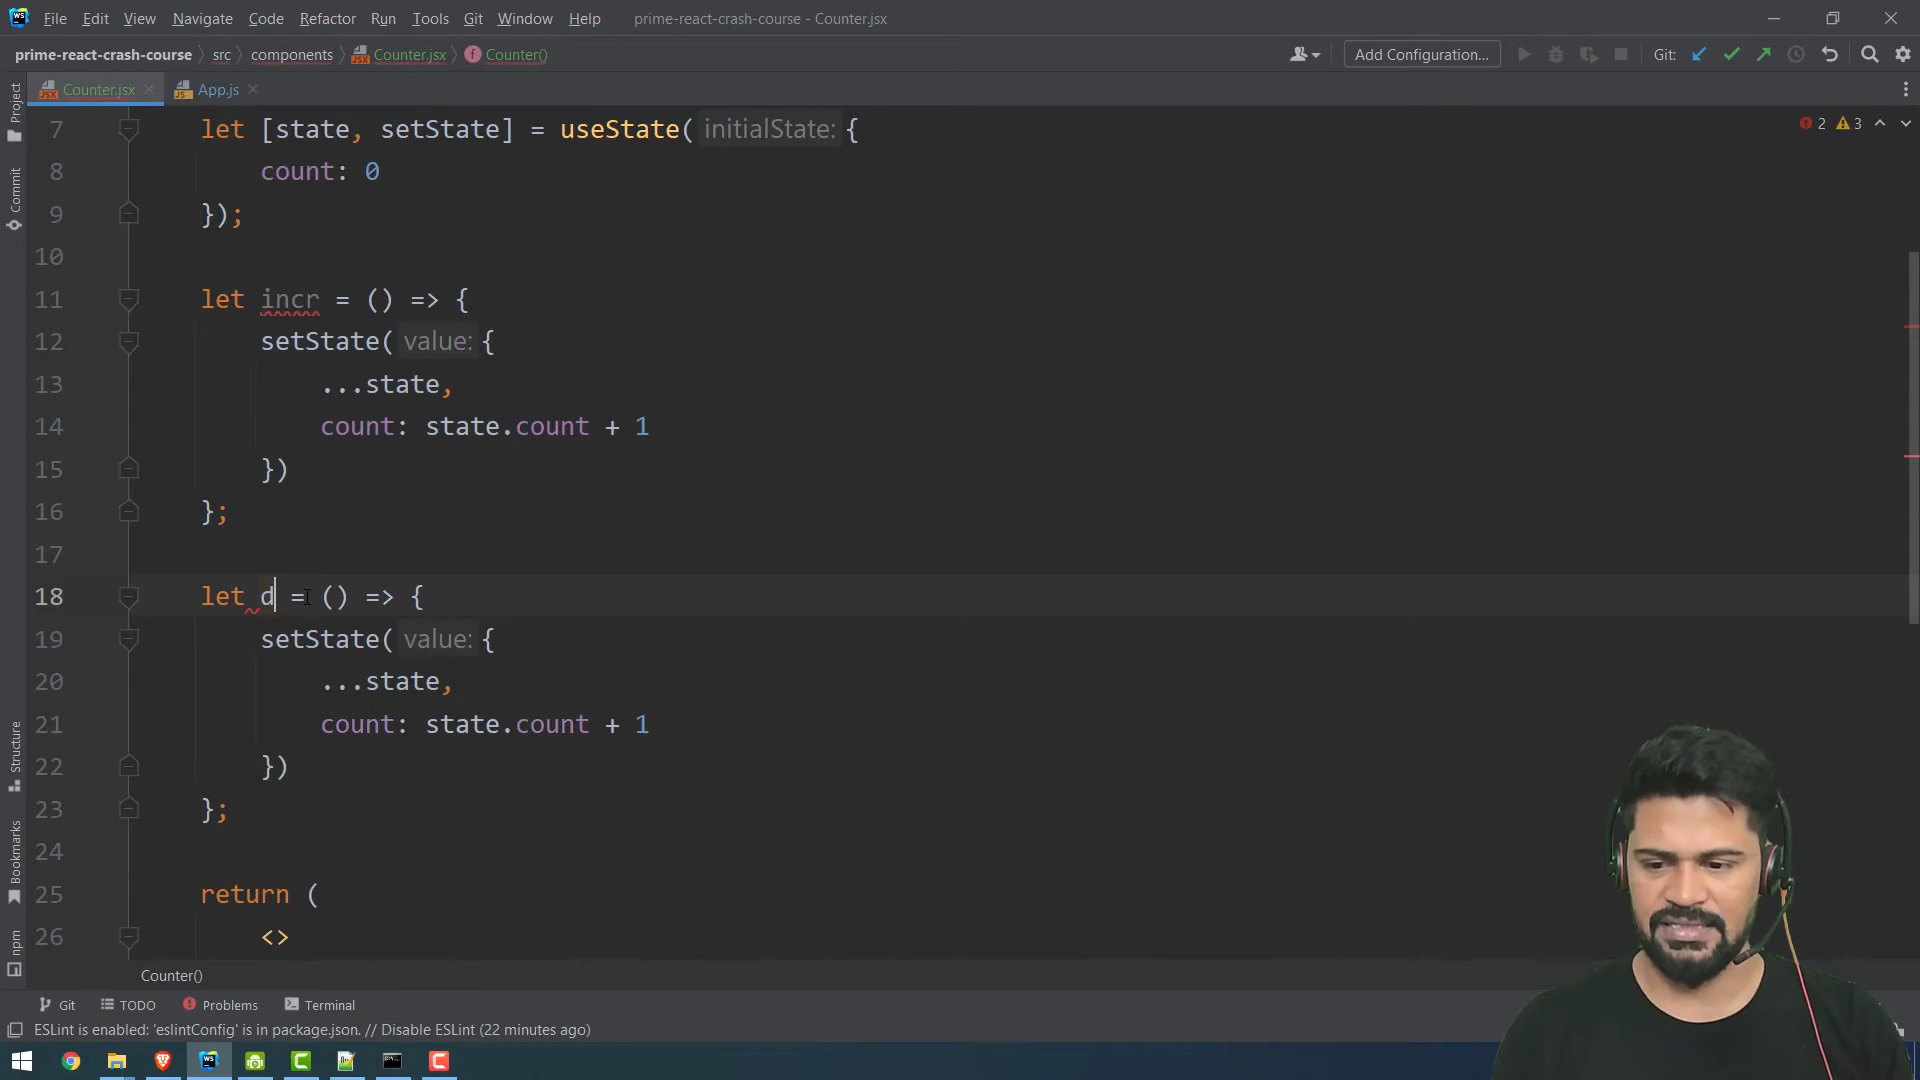 File Edit View Navigate Code Refactor Run Tools Git Window Help prime-react-crash-course - Counter.jsx
prime-react-crash-course src components Counter.jsx Counter() Add Configuration... Git:
Counter.jsx App.js
Project
Commit
Structure
Bookmarks
npm
2 3
7 let [state, setState] = useState( initialState: {
8 count: 0
9 });
10
11 let incr = () => {
12 setState( value: {
13 ...state,
14 count: state.count + 1
15 })
16 };
17
18 let d = () => {
19 setState( value: {
20 ...state,
21 count: state.count + 1
22 })
23 };
24
25 return (
26 <>
Counter()
Git TODO Problems Terminal
ESLint is enabled: 'eslintConfig' is in package.json. // Disable ESLint (22 minutes ago)